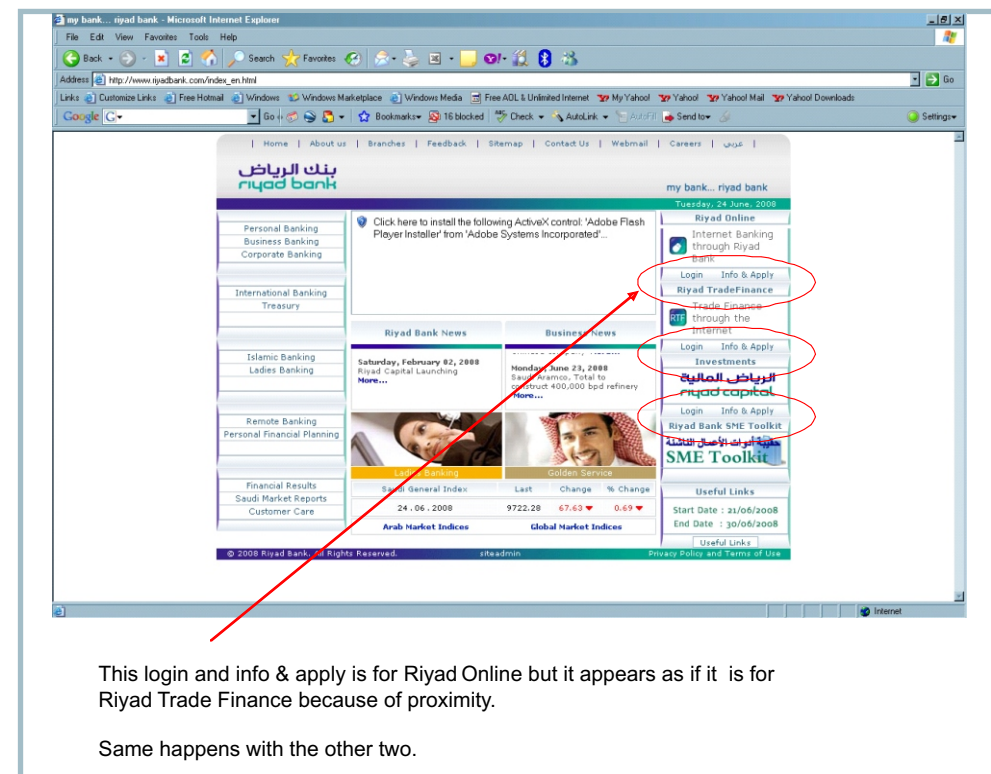 my bank... riyad bank - Microsoft Internet Explorer
File Edit View Favorites Tools Help
Back Search Favorites
Address http://www.riyadbank.com/index_en.html Go
Links Customize Links Free Hotmail Windows Windows Marketplace Windows Media Free AOL & Unlimited Internet My Yahoo! Yahoo! Yahoo! Mail Yahoo! Downloads
Google G Go Bookmarks 16 blocked Check AutoLink AutoFill Send to Settings
| Home | About us | Branches | Feedback | Sitemap | Contact Us | Webmail | Careers | عربي |
بنك الرياض
riyad bank
my bank... riyad bank
Tuesday, 24 June, 2008
Personal Banking
Business Banking
Corporate Banking
International Banking
Treasury
Islamic Banking
Ladies Banking
Remote Banking
Personal Financial Planning
Financial Results
Saudi Market Reports
Customer Care
Click here to install the following ActiveX control: 'Adobe Flash
Player Installer' from 'Adobe Systems Incorporated'...
Riyad Bank News
Saturday, February 02, 2008
Riyad Capital Launching
More...
Business News
Monday, June 23, 2008
Saudi Aramco, Total to
construct 400,000 bpd refinery
More...
Ladies Banking
Golden Service
Saudi General Index Last Change % Change
24.06.2008 9722.28 67.63 0.69
Arab Market Indices Global Market Indices
Riyad Online
Internet Banking
through Riyad
Bank
Login Info & Apply
Riyad TradeFinance
RTF
Trade Finance
through the
Internet
Login Info & Apply
Investments
الرياض المالية
riyad capital
Login Info & Apply
Riyad Bank SME Toolkit
حقيبة أدوات الأعمال الناشئة
SME Toolkit
Useful Links
Start Date : 21/06/2008
End Date : 30/06/2008
Useful Links
© 2008 Riyad Bank, All Rights Reserved. siteadmin Privacy Policy and Terms of Use
Internet
This login and info & apply is for Riyad Online but it appears as if it is for
Riyad Trade Finance because of proximity.
Same happens with the other two.